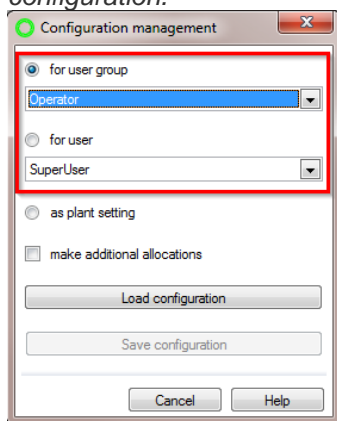 configuration.
Configuration management
for user group
Operator
for user
SuperUser
as plant setting
make additional allocations
Load configuration
Save configuration
Cancel Help